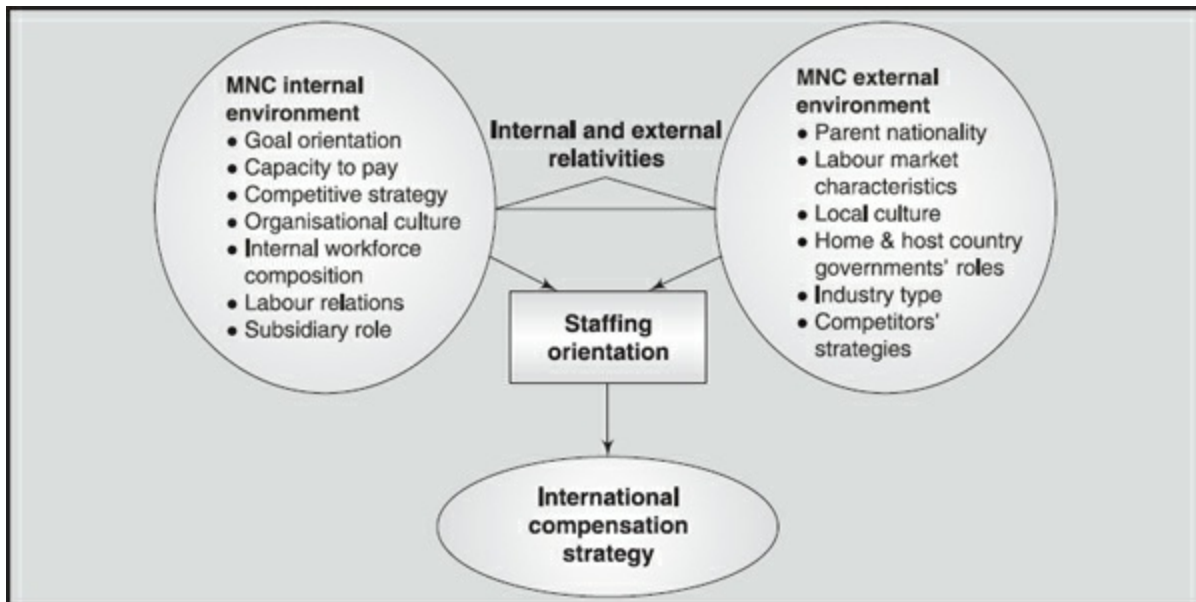 MNC internal
environment
● Goal orientation
● Capacity to pay
● Competitive strategy
● Organisational culture
● Internal workforce
composition
● Labour relations
● Subsidiary role
Internal and external
relativities
MNC external
environment
● Parent nationality
● Labour market
characteristics
● Local culture
● Home & host country
governments' roles
● Industry type
● Competitors'
strategies
Staffing
orientation
International
compensation
strategy